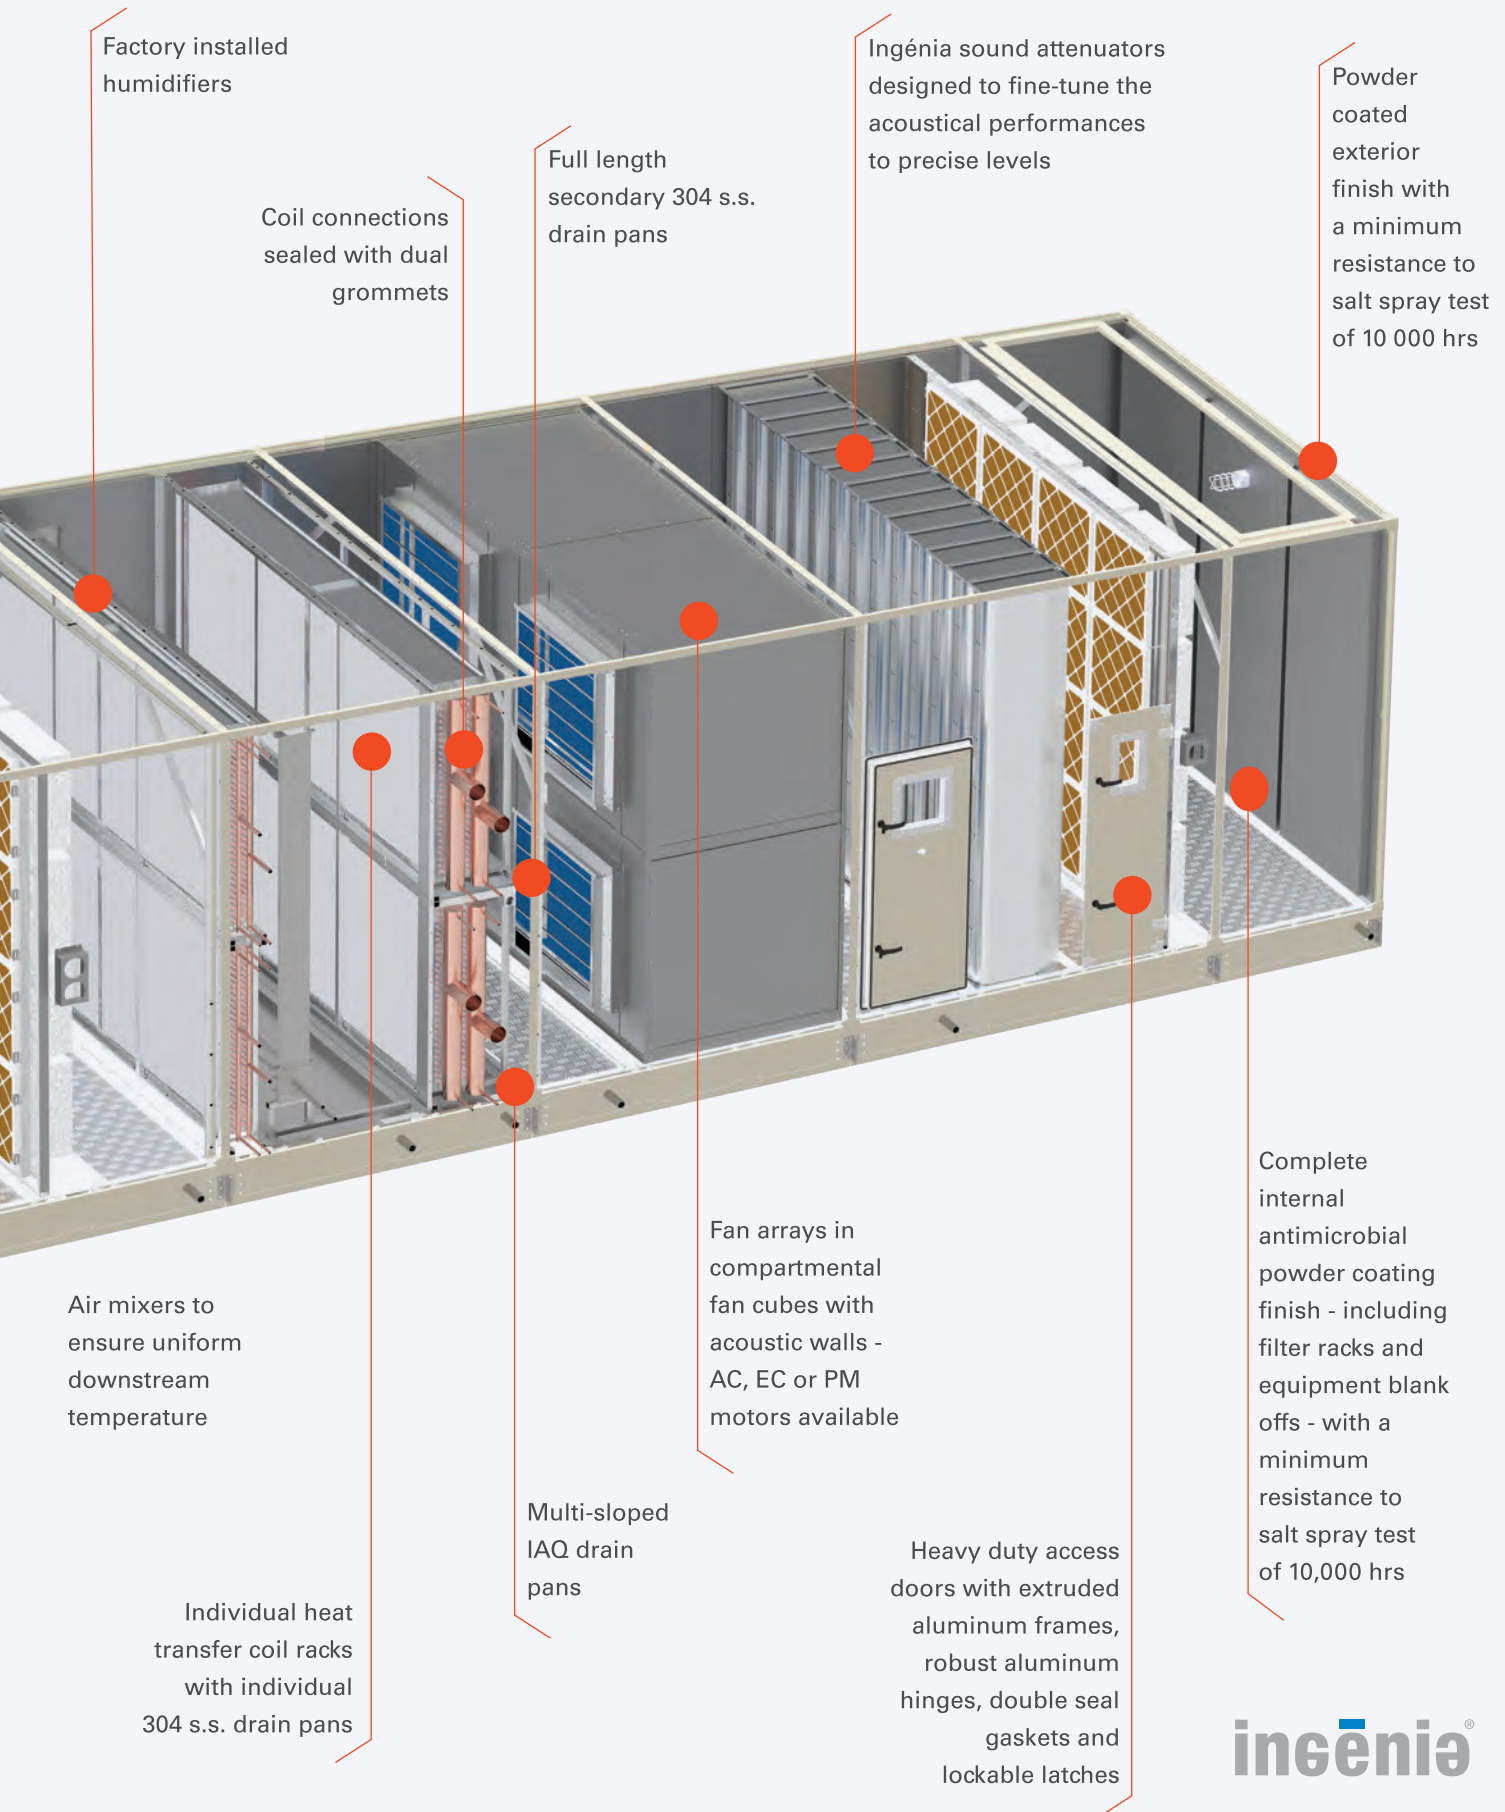 Factory installed
humidifiers
Coil connections
sealed with dual
grommets
Full length
secondary 304 s.s.
drain pans
Ingénia sound attenuators
designed to fine-tune the
acoustical performances
to precise levels
Powder
coated
exterior
finish with
a minimum
resistance to
salt spray test
of 10 000 hrs
Air mixers to
ensure uniform
downstream
temperature
Individual heat
transfer coil racks
with individual
304 s.s. drain pans
Multi-sloped
IAQ drain
pans
Fan arrays in
compartmental
fan cubes with
acoustic walls -
AC, EC or PM
motors available
Heavy duty access
doors with extruded
aluminum frames,
robust aluminum
hinges, double seal
gaskets and
lockable latches
Complete
internal
antimicrobial
powder coating
finish - including
filter racks and
equipment blank
offs - with a
minimum
resistance to
salt spray test
of 10,000 hrs
ingēnia®